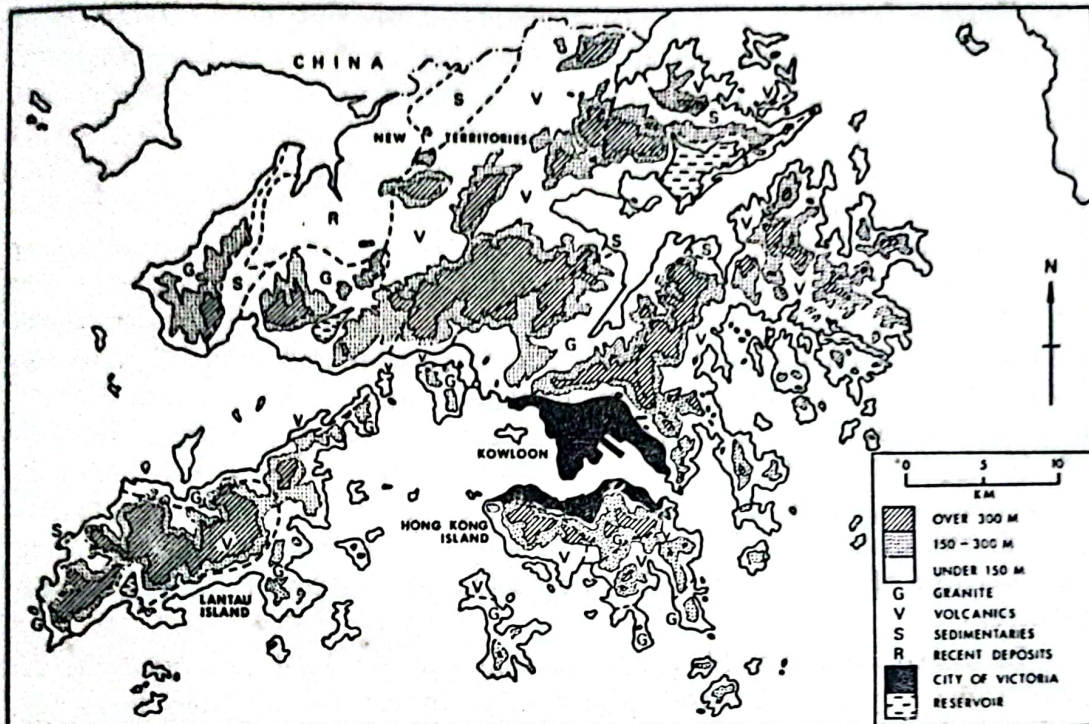 CHINA
S
V
V
V
S
NEW TERRITORIES
V
R
V
S
S
V
G
S
G
V
G
V
V
G
N
V
KOWLOON
G
G
S
HONG KONG
ISLAND
V
G
V
V
G
V
LANTAU
ISLAND
G
G
G
G
G
0 5 10
KM
OVER 300 M
150 - 300 M
UNDER 150 M
G GRANITE
V VOLCANICS
S SEDIMENTARIES
R RECENT DEPOSITS
CITY OF VICTORIA
RESERVOIR